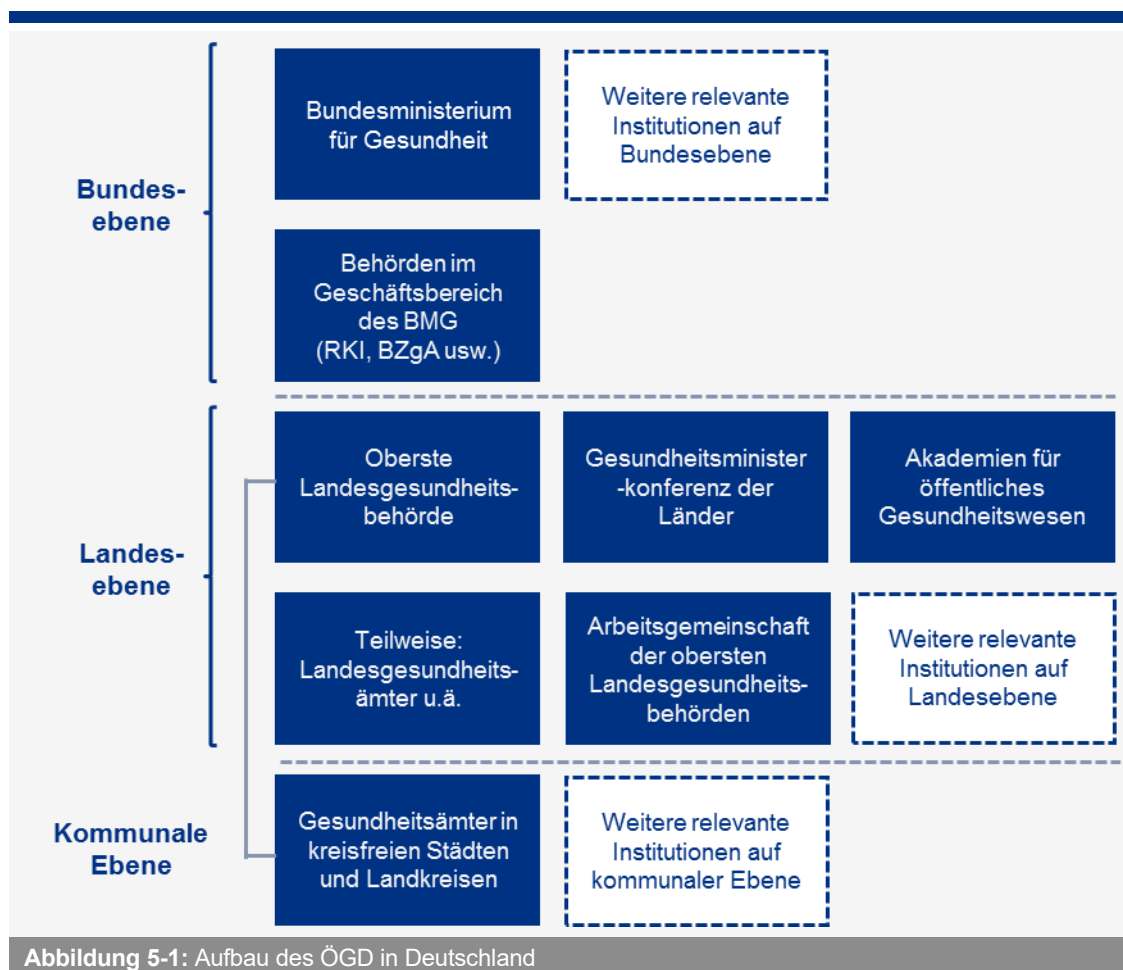 Bundes-
ebene
Bundesministerium
für Gesundheit
Weitere relevante
Institutionen auf
Bundesebene
Behörden im
Geschäftsbereich
des BMG
(RKI, BZgA usw.)
Landes-
ebene
Oberste
Landesgesundheits-
behörde
Gesundheitsminister
-konferenz der
Länder
Akademien für
öffentliches
Gesundheitswesen
Teilweise:
Landesgesundheits-
ämter u.ä.
Arbeitsgemeinschaft
der obersten
Landesgesundheits-
behörden
Weitere relevante
Institutionen auf
Landesebene
Kommunale
Ebene
Gesundheitsämter in
kreisfreien Städten
und Landkreisen
Weitere relevante
Institutionen auf
kommunaler Ebene
Abbildung 5-1: Aufbau des ÖGD in Deutschland